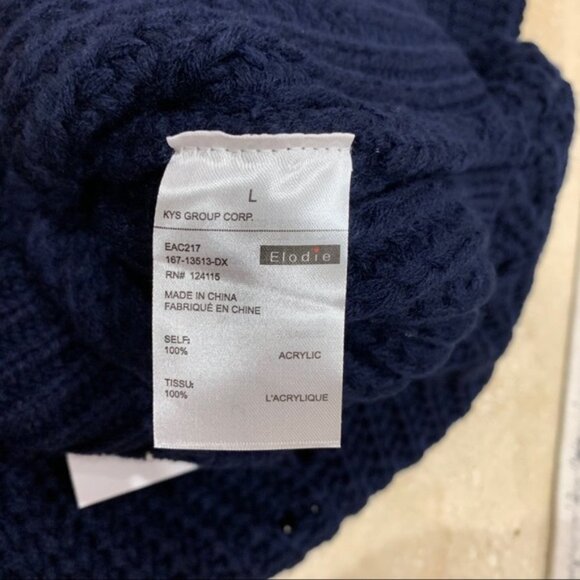 L
KYS GROUP CORP.
EAC217
Elodie
167-13513-DX
RN# 124115
MADE IN CHINA
FABRIQUÉ EN CHINE
SELF:
100% ACRYLIC
TISSU:
100% L'ACRYLIQUE